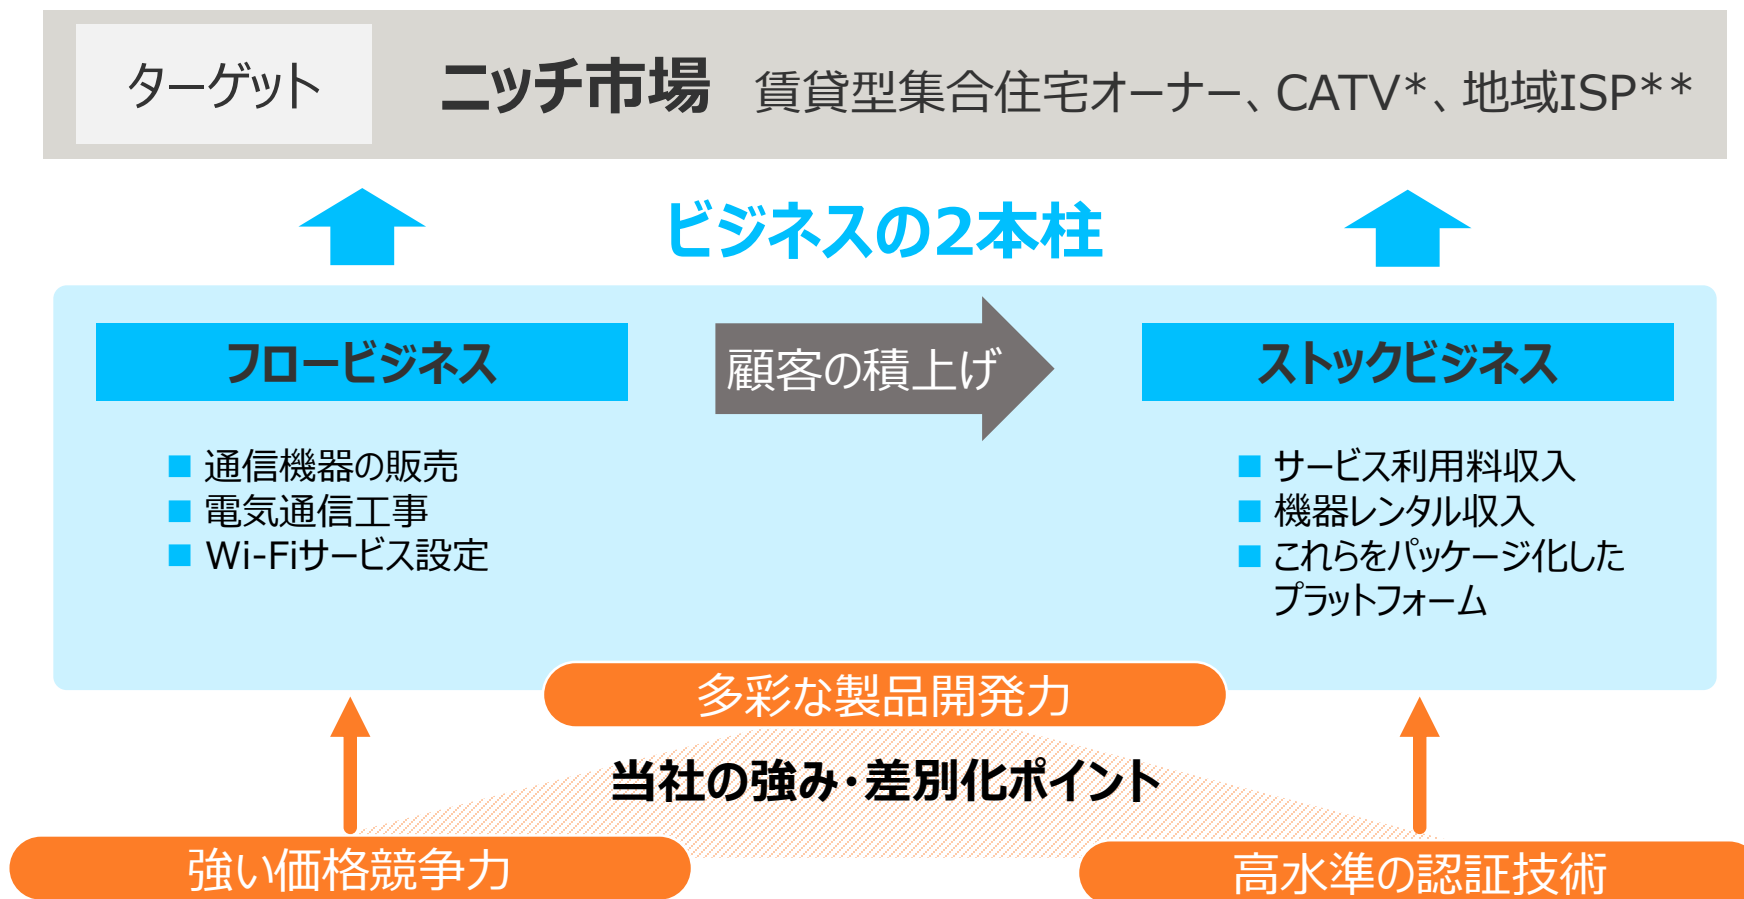 ターゲット
ニッチ市場 賃貸型集合住宅オーナー、CATV*、地域ISP**
ビジネスの2本柱
フロービジネス
顧客の積上げ
ストックビジネス
■ 通信機器の販売
■ 電気通信工事
■ Wi-Fiサービス設定
■ サービス利用料収入
■ 機器レンタル収入
■ これらをパッケージ化した
プラットフォーム
多彩な製品開発力
当社の強み・差別化ポイント
強い価格競争力
高水準の認証技術